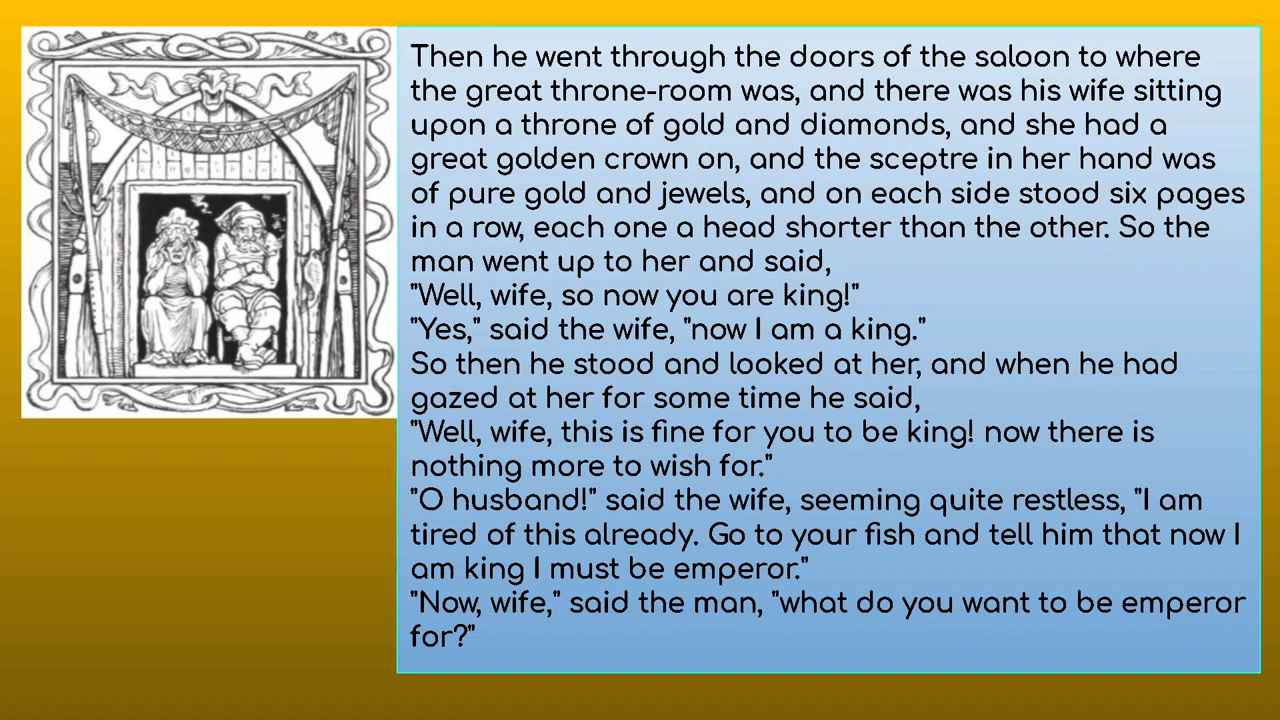 Then he went through the doors of the saloon to where
the great throne-room was, and there was his wife sitting
upon a throne of gold and diamonds, and she had a
great golden crown on, and the sceptre in her hand was
of pure gold and jewels, and on each side stood six pages
in a row, each one a head shorter than the other. So the
man went up to her and said,
"Well, wife, so now you are king!"
"Yes," said the wife, "now I am a king."
So then he stood and looked at her, and when he had
gazed at her for some time he said,
"Well, wife, this is fine for you to be king! now there is
nothing more to wish for."
"O husband!" said the wife, seeming quite restless, "I am
tired of this already. Go to your fish and tell him that now I
am king I must be emperor."
"Now, wife," said the man, "what do you want to be emperor
for?"